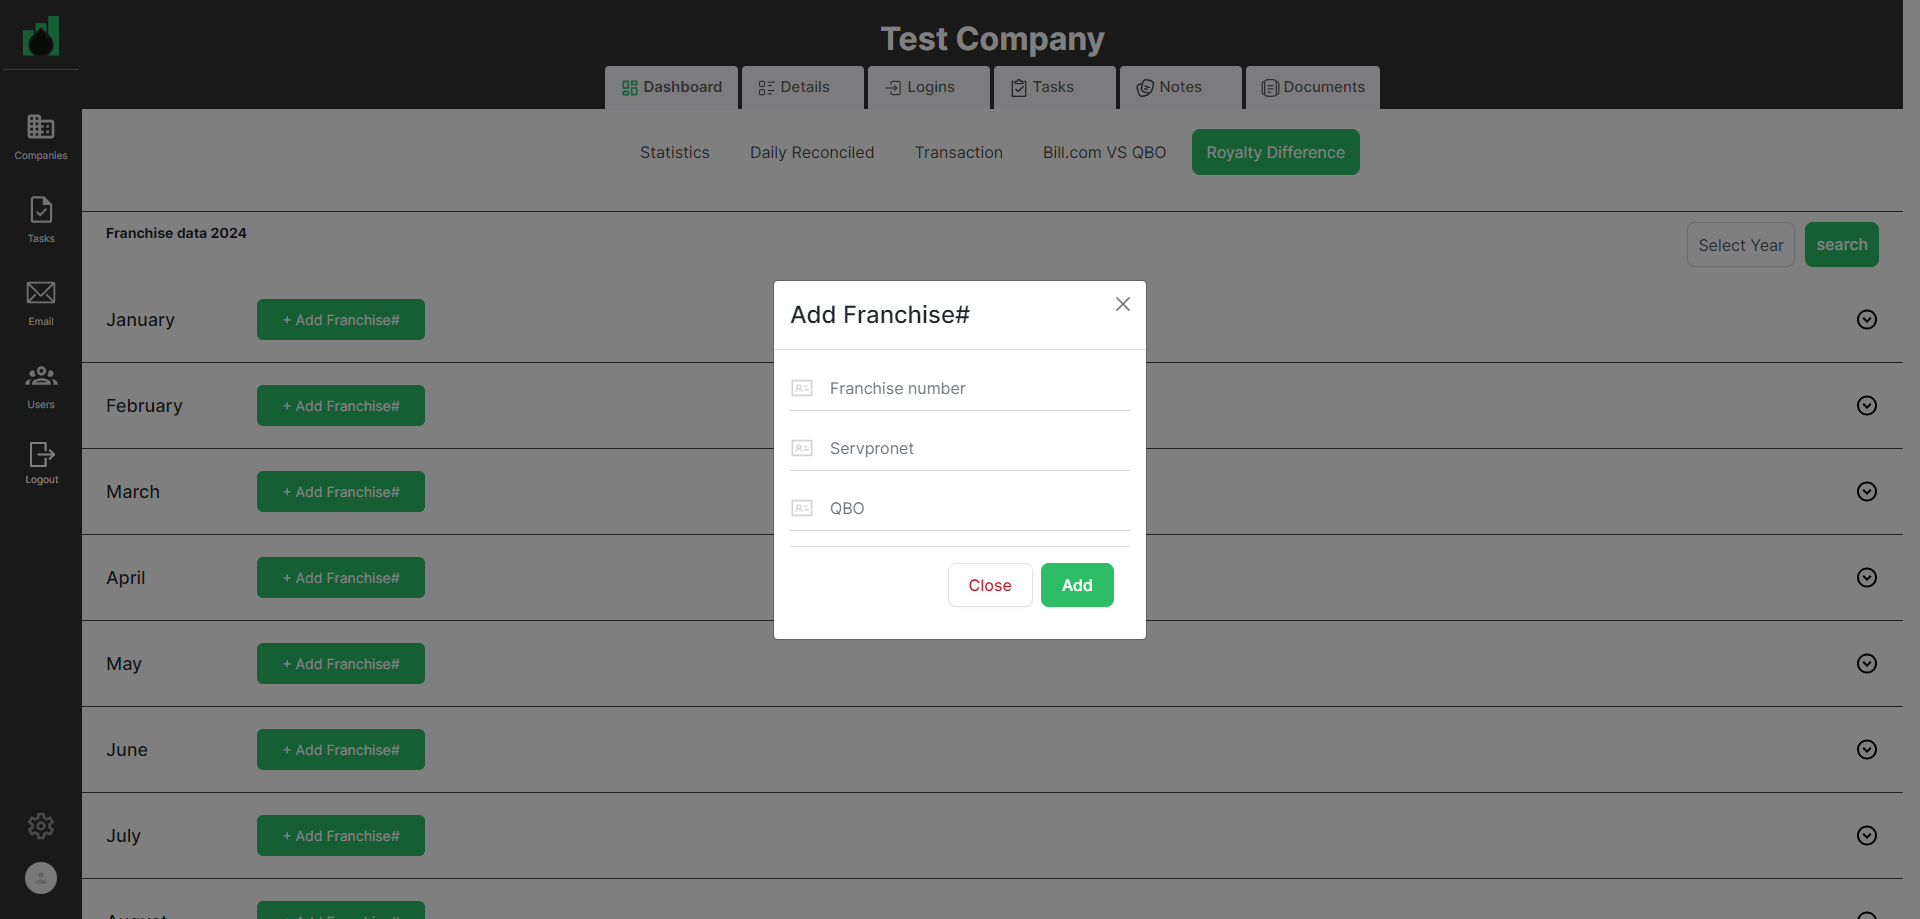 Test Company
Dashboard
Details
Logins
Tasks
Notes
Documents
Companies
Tasks
Email
Users
Logout
Statistics
Daily Reconciled
Transaction
Bill.com VS QBO
Royalty Difference
Franchise data 2024
Select Year
search
January
+ Add Franchise#
February
+ Add Franchise#
March
+ Add Franchise#
April
+ Add Franchise#
May
+ Add Franchise#
June
+ Add Franchise#
July
+ Add Franchise#
August
+ Add Franchise#
Add Franchise#
Franchise number
Servpronet
QBO
Close
Add